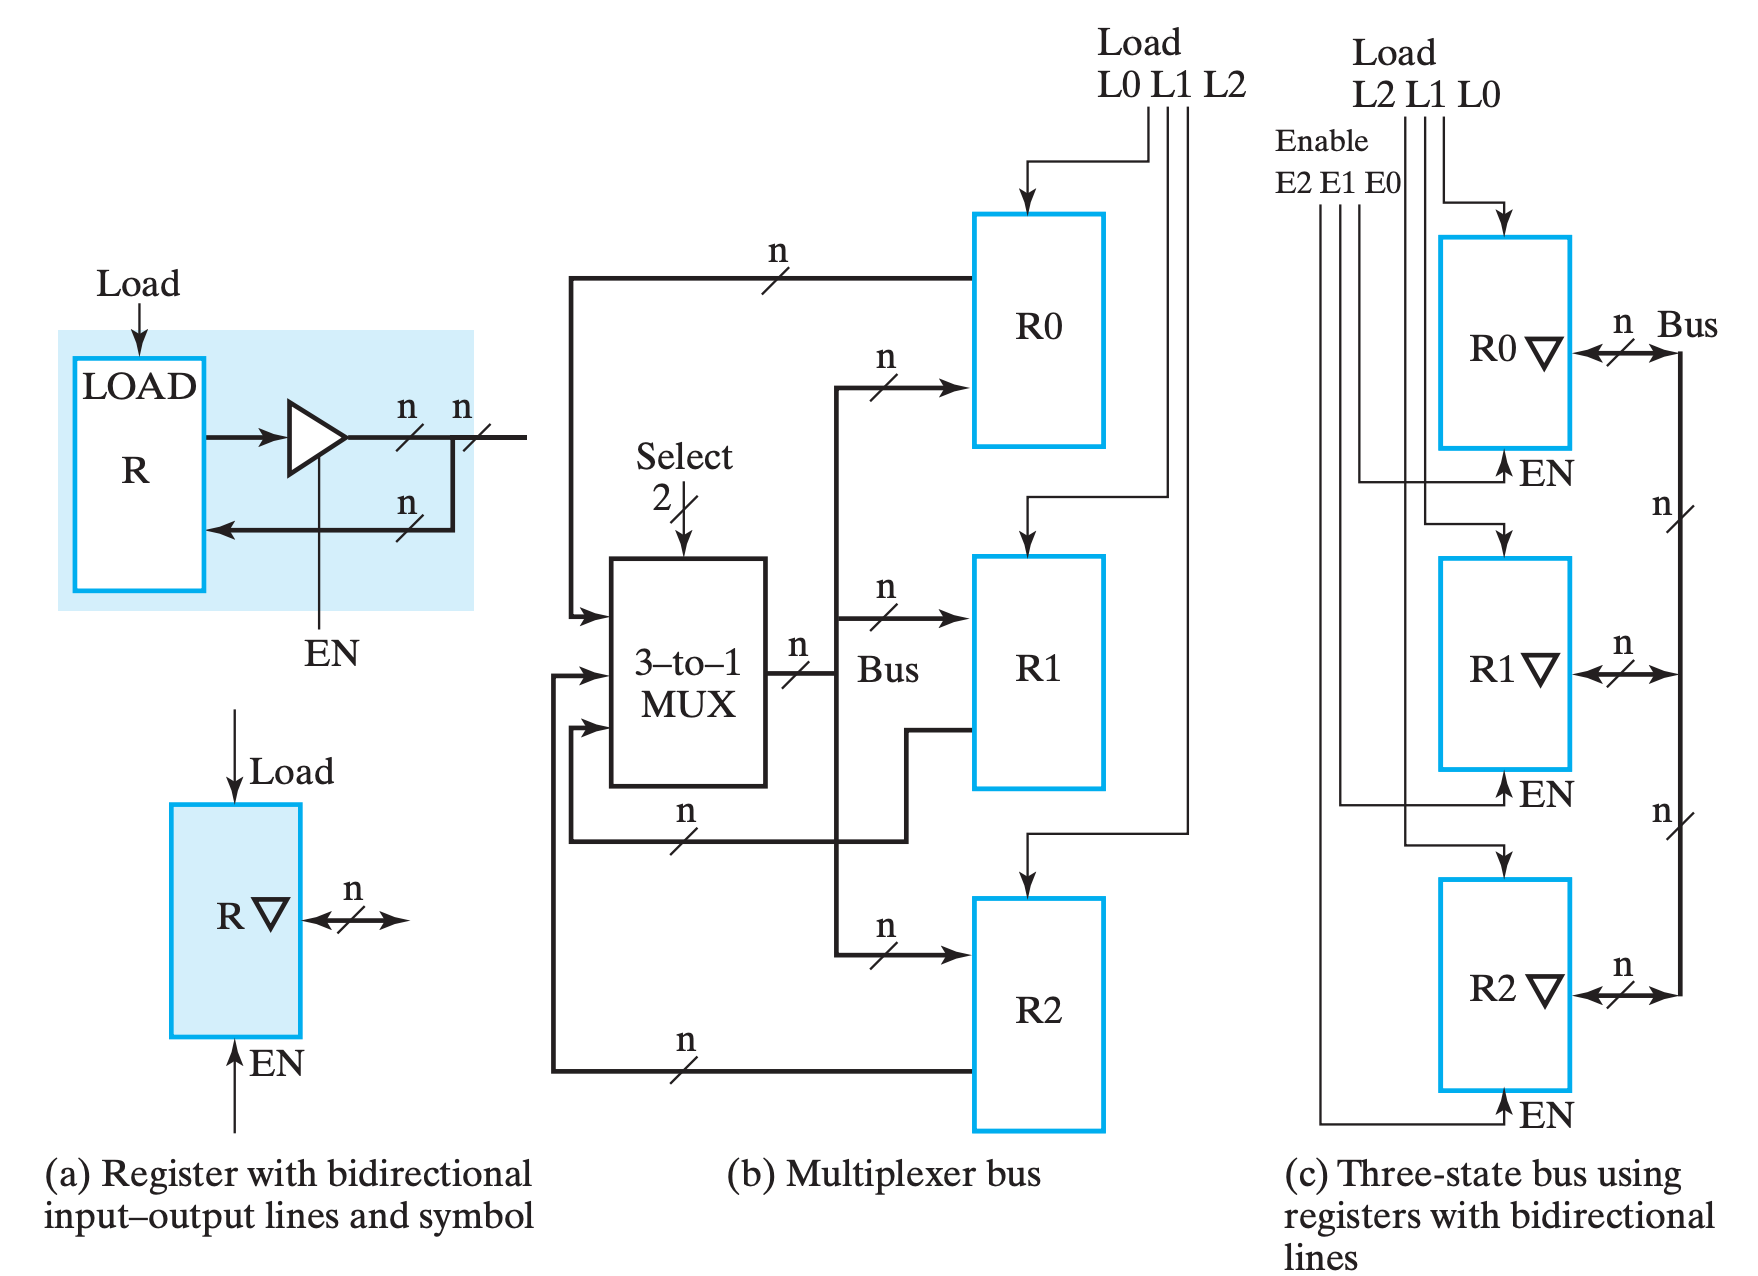 Load
LOAD
R
n n
n
EN
Load
R
n
EN
(a) Register with bidirectional
input–output lines and symbol
Load
L0 L1 L2
n
R0
n
Select
2
3–to–1
MUX
n
Bus
n
R1
n
n
R2
n
(b) Multiplexer bus
Load
L2 L1 L0
Enable
E2 E1 E0
R0
n
Bus
EN
n
R1
n
EN
n
R2
n
EN
(c) Three-state bus using
registers with bidirectional
lines